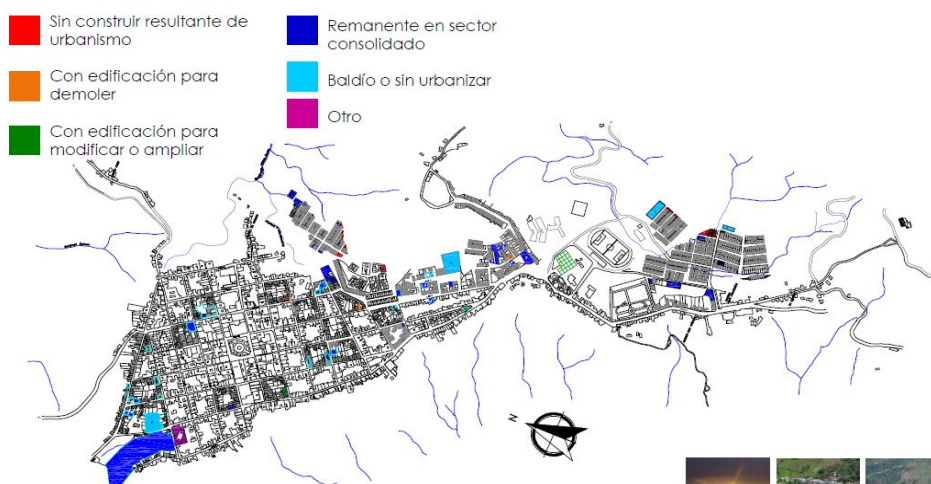 Sin construir resultante de
urbanismo
Con edificación para
demoler
Con edificación para
modificar o ampliar
Remanente en sector
consolidado
Baldío o sin urbanizar
Otro
N